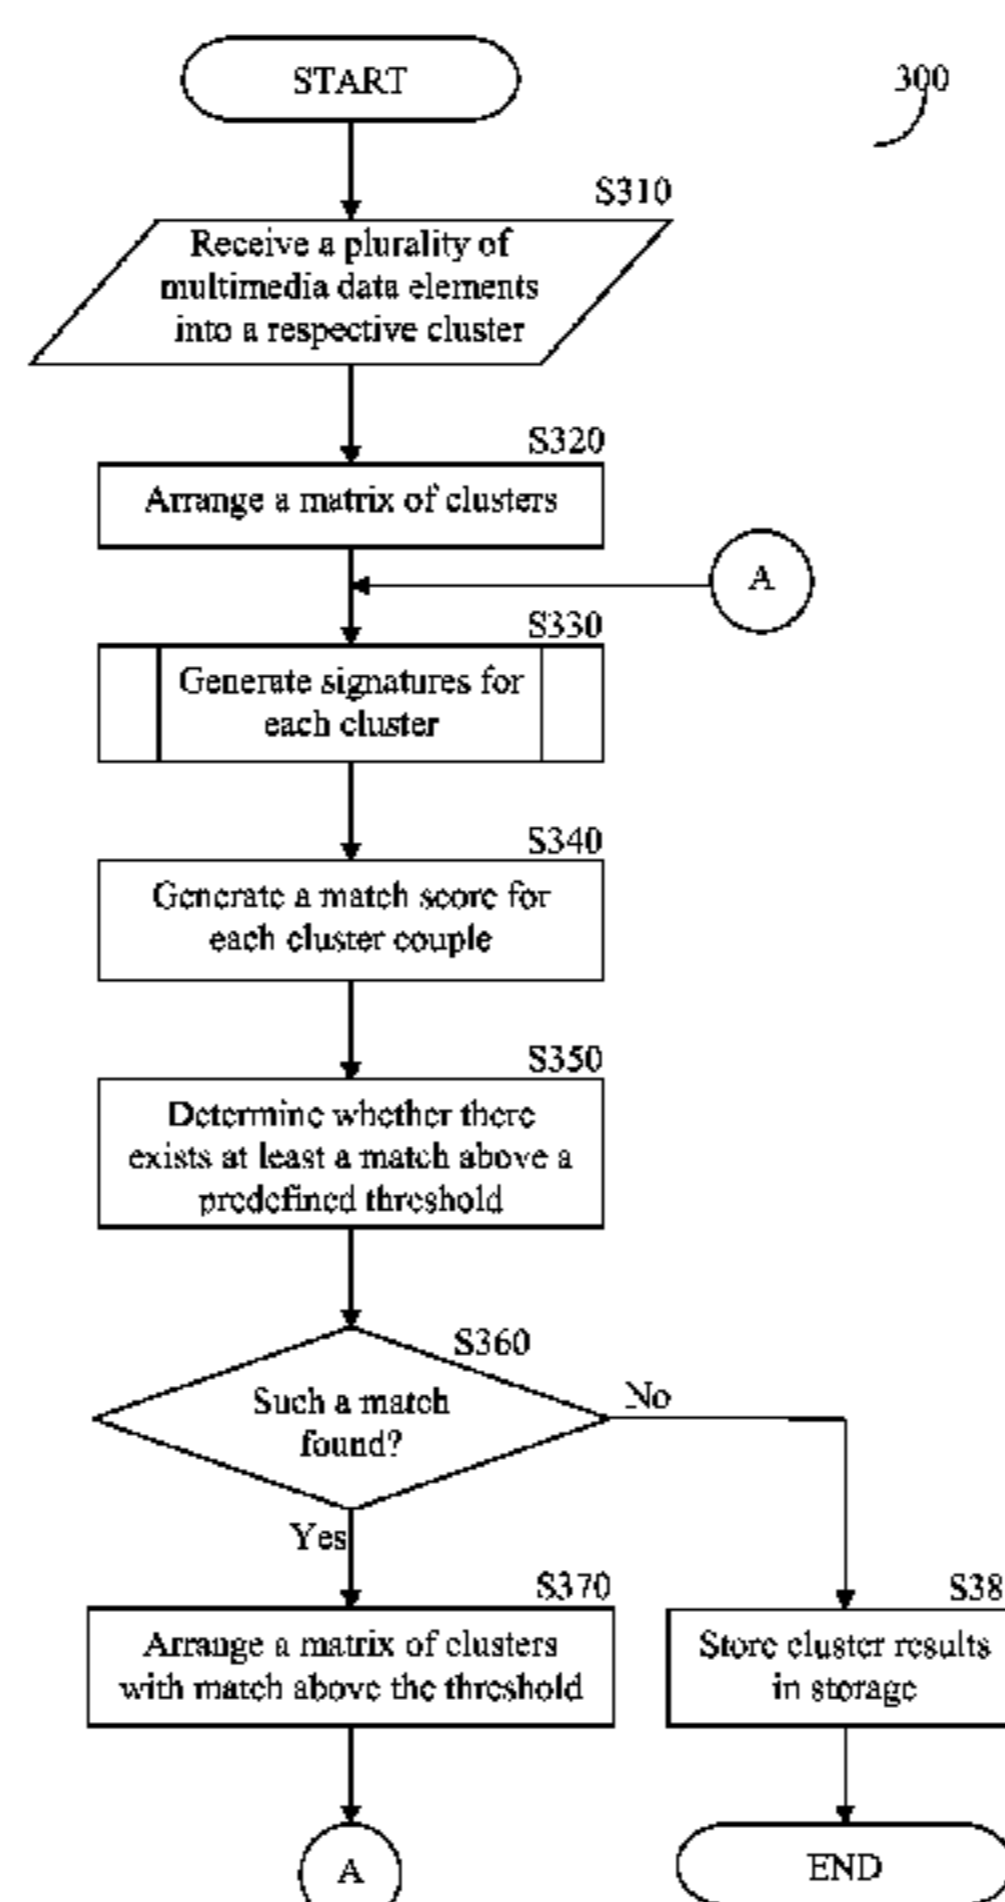 START
300
S310
Receive a plurality of
multimedia data elements
into a respective cluster
S320
Arrange a matrix of clusters
A
S330
Generate signatures for
each cluster
S340
Generate a match score for
each cluster couple
S350
Determine whether there
exists at least a match above a
predefined threshold
S360
Such a match
found?
No
Yes
S370
Arrange a matrix of clusters
with match above the threshold
S38
Store cluster results
in storage
A
END